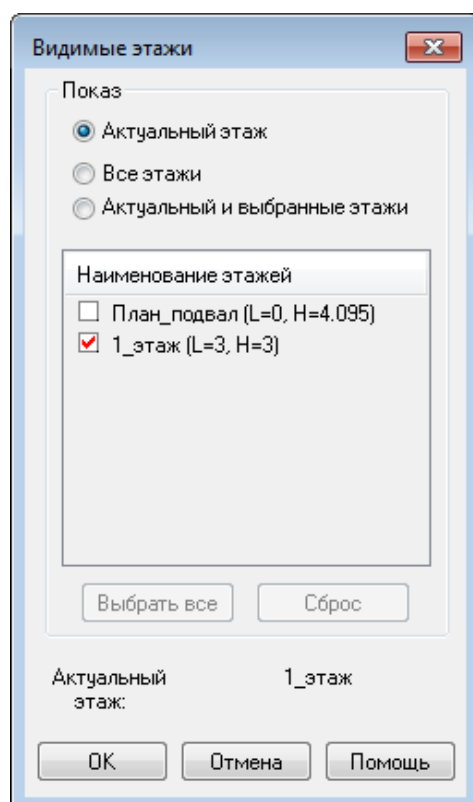 Видимые этажи
Показ
Актуальный этаж
Все этажи
Актуальный и выбранные этажи
Наименование этажей
План_подвал (L=0, H=4.095)
1_этаж (L=3, H=3)
Выбрать все Сброс
Актуальный 1_этаж
этаж:
OK Отмена Помощь